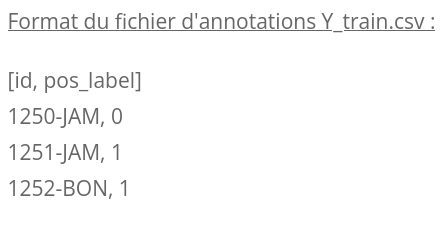 Format du fichier d'annotations Y_train.csv :
[id, pos_label]
1250-JAM, 0
1251-JAM, 1
1252-BON, 1